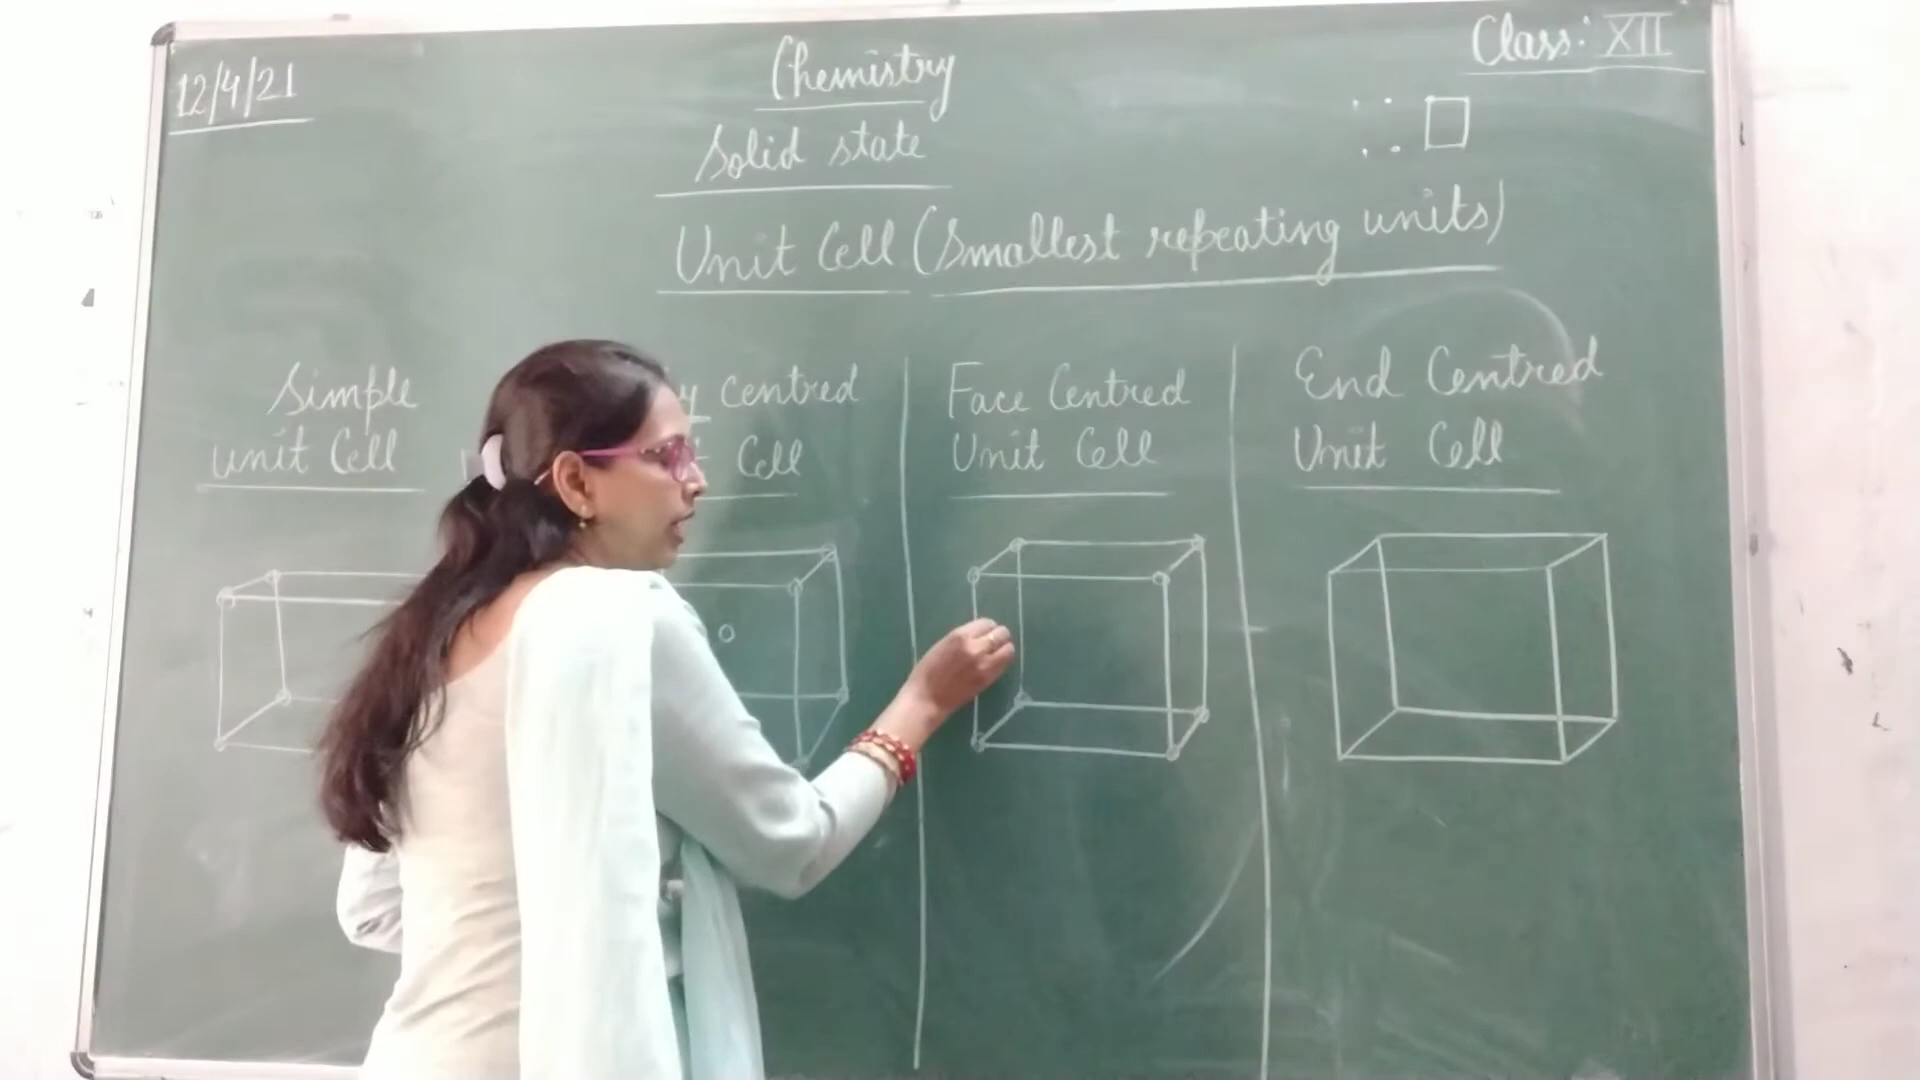 12/4/21
Chemistry
Class: XII
Solid state
Unit Cell (Smallest repeating units)
Simple
unit Cell
centred
Cell
Face Centred
Unit Cell
End Centred
Unit Cell